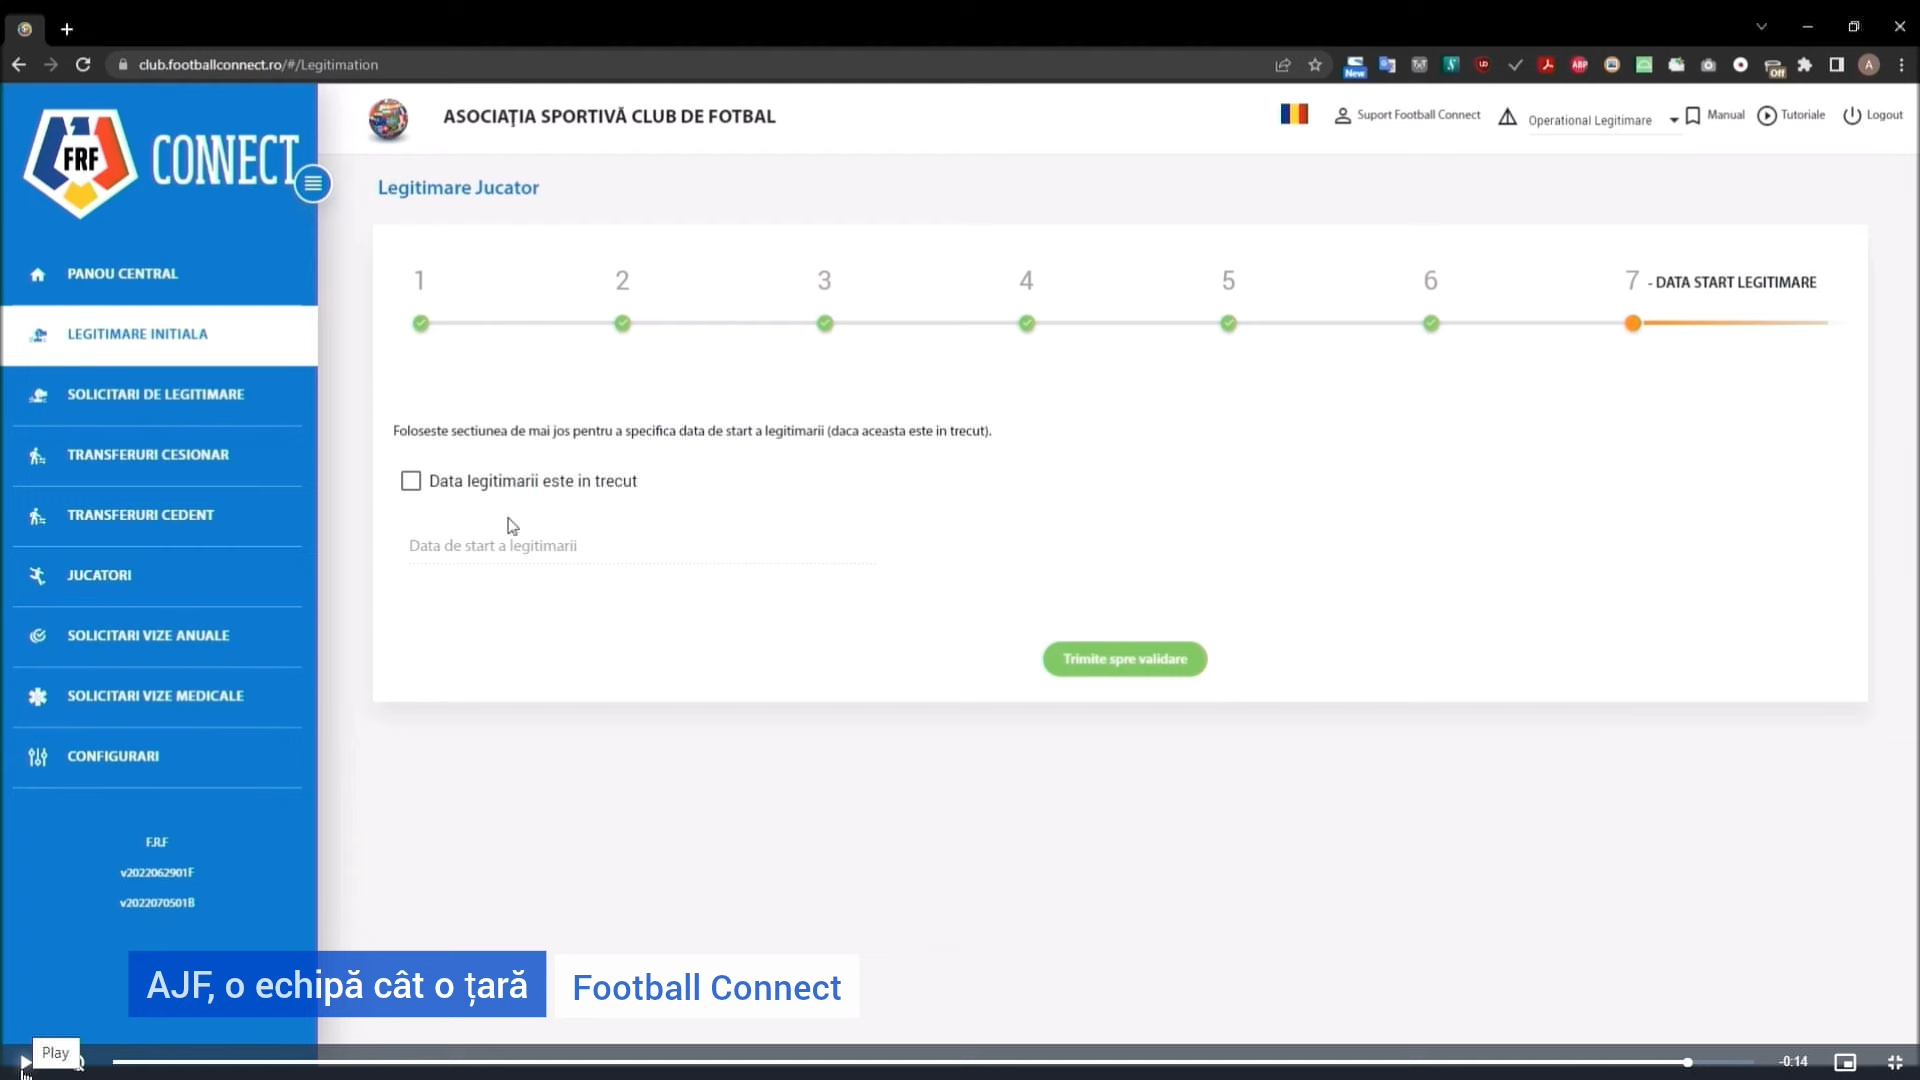 club.footballconnect.ro/#/Legitimation
New
Off
A
FRF CONNECT
ASOCIAȚIA SPORTIVĂ CLUB DE FOTBAL
Suport Football Connect
Operational Legitimare
Manual
Tutoriale
Logout
Legitimare Jucator
PANOU CENTRAL
LEGITIMARE INITIALA
SOLICITARI DE LEGITIMARE
TRANSFERURI CESIONAR
TRANSFERURI CEDENT
JUCATORI
SOLICITARI VIZE ANUALE
SOLICITARI VIZE MEDICALE
CONFIGURARI
F.R.F
v2022062901F
v2022070501B
1 2 3 4 5 6 7 - DATA START LEGITIMARE
Foloseste sectiunea de mai jos pentru a specifica data de start a legitimarii (daca aceasta este in trecut).
Data legitimarii este in trecut
Data de start a legitimarii
Trimite spre validare
AJF, o echipă cât o țară
Football Connect
Play
-0:14